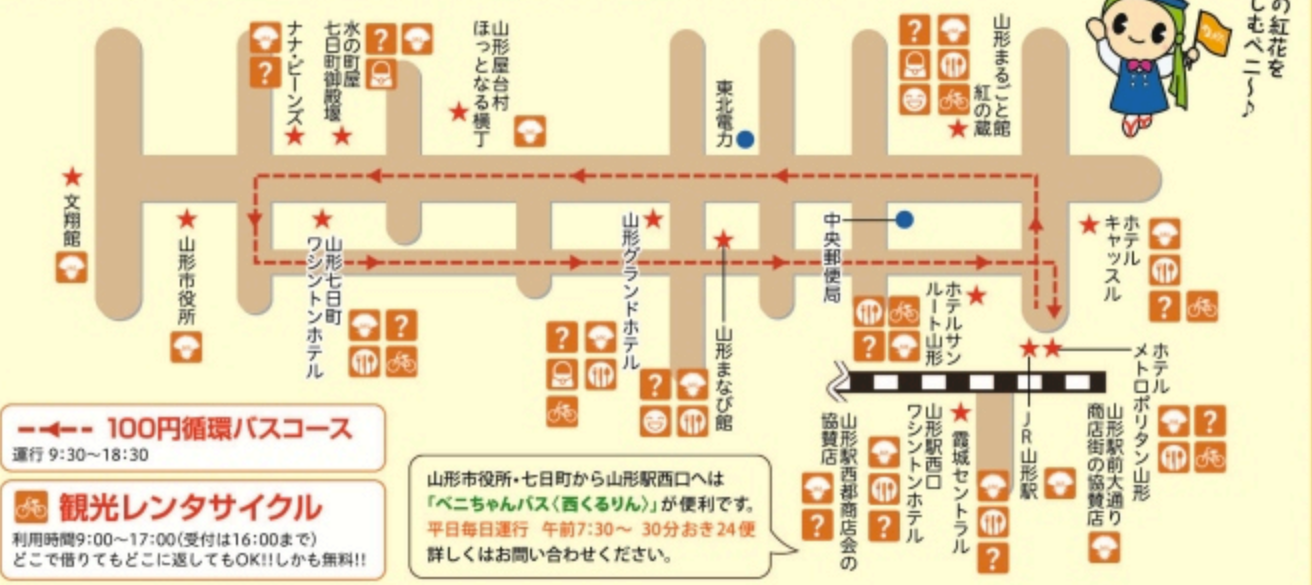 の紅花を
しむベニ～♪
山形まるごと館
紅の蔵
東北電力
山形屋台村
ほっとなる横丁
水の町屋
七日町御殿堰
ナナ・ビーンズ
文翔館
山形市役所
山形七日町
ワシントンホテル
山形グランドホテル
山形まなび館
中央郵便局
ホテルサン
ルート山形
ホテル
キャッスル
ホテル
メトロポリタン山形
JR山形駅
山形駅前大通り
商店街の協賛店
霞城セントラル
山形駅西口
ワシントンホテル
山形駅西都商店会の
協賛店
100円循環バスコース
運行 9:30～18:30
観光レンタサイクル
利用時間9:00～17:00(受付は16:00まで)
どこで借りてもどこに返してもOK!!しかも無料!!
山形市役所・七日町から山形駅西口へは
「ベニちゃんバス〈西くるりん〉」が便利です。
平日毎日運行 午前7:30～ 30分おき24便
詳しくはお問い合わせください。